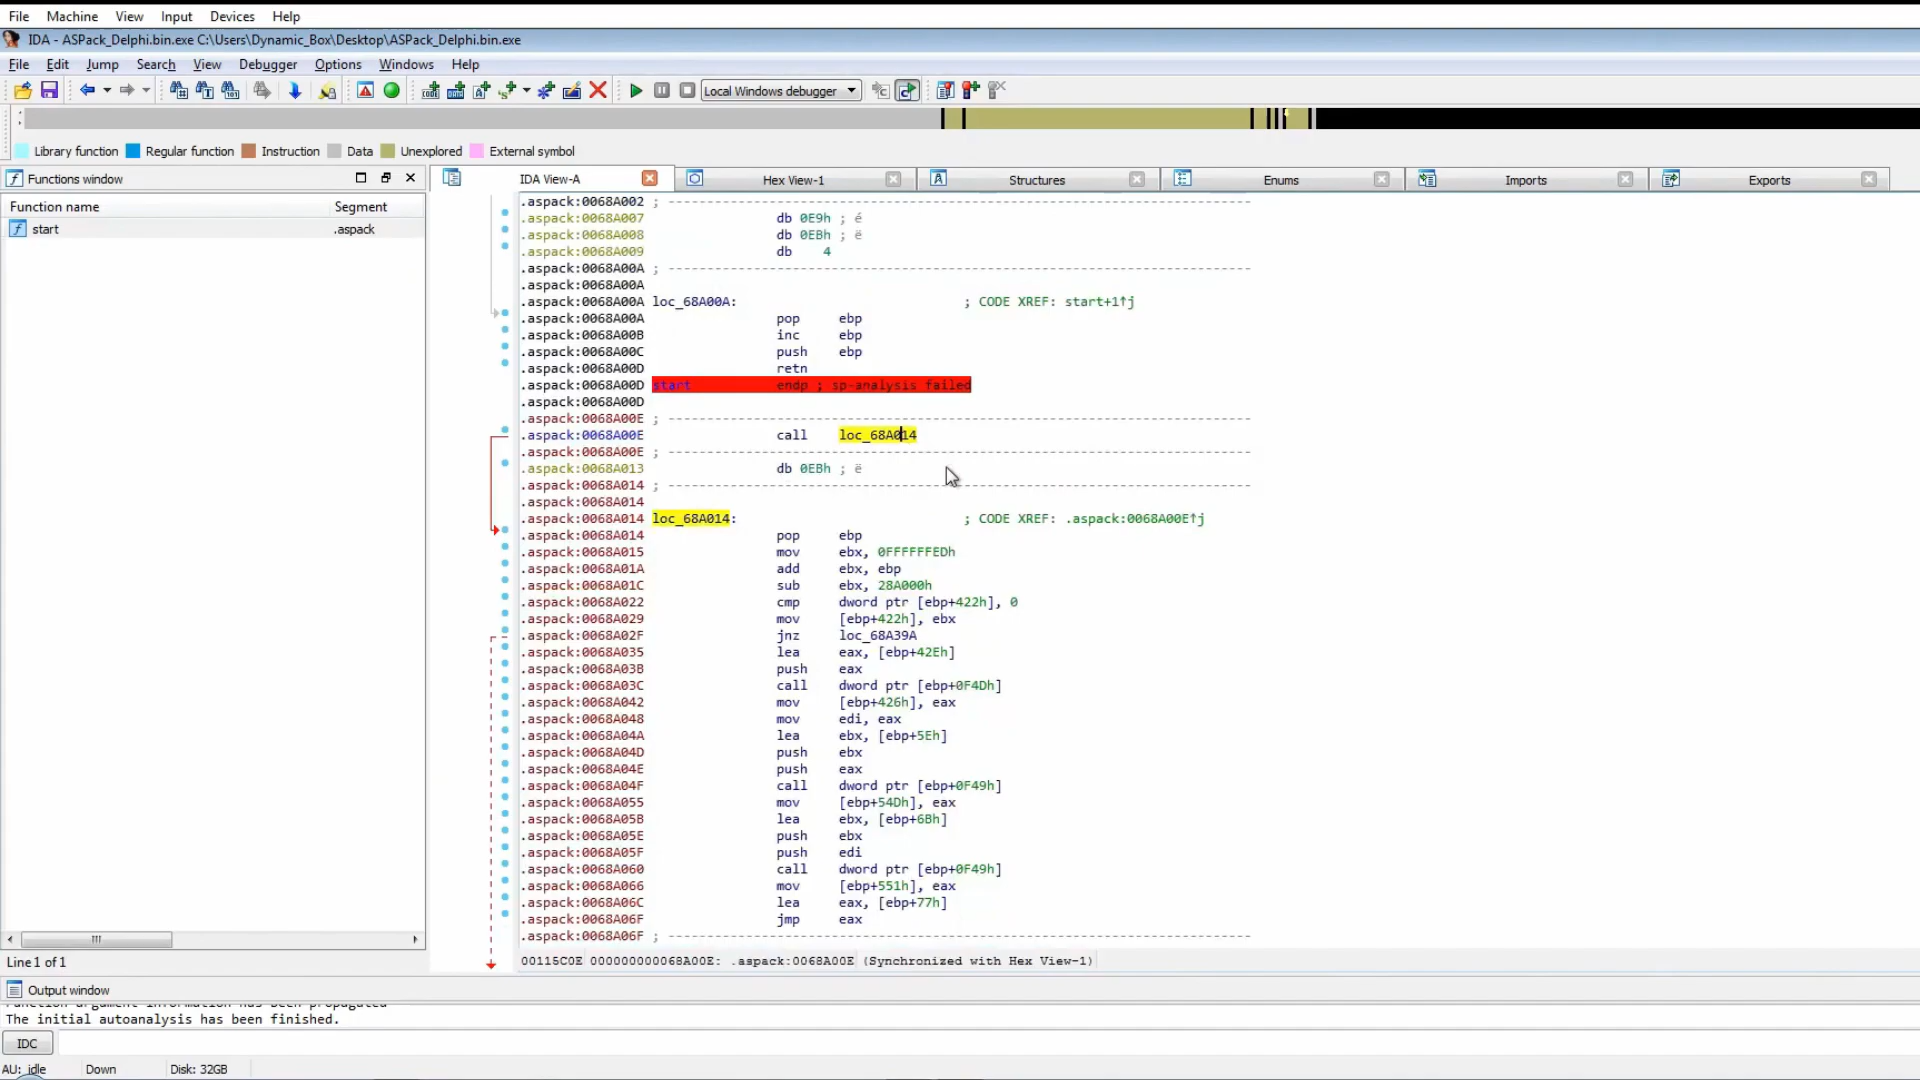 File Machine View Input Devices Help
IDA - ASPack_Delphi.bin.exe C:\Users\Dynamic_Box\Desktop\ASPack_Delphi.bin.exe
File Edit Jump Search View Debugger Options Windows Help
Local Windows debugger
Library function Regular function Instruction Data Unexplored External symbol
Functions window
IDA View-A Hex View-1 Structures Enums Imports Exports
Function name Segment
start .aspack
.aspack:0068A002 ; ---------------------------------------------------------------------------
.aspack:0068A007 db 0E9h ; é
.aspack:0068A008 db 0EBh ; ë
.aspack:0068A009 db 4
.aspack:0068A00A ; ---------------------------------------------------------------------------
.aspack:0068A00A
.aspack:0068A00A loc_68A00A: ; CODE XREF: start+1↑j
.aspack:0068A00A pop ebp
.aspack:0068A00B inc ebp
.aspack:0068A00C push ebp
.aspack:0068A00D retn
.aspack:0068A00D start endp ; sp-analysis failed
.aspack:0068A00D
.aspack:0068A00E ; ---------------------------------------------------------------------------
.aspack:0068A00E call loc_68A014
.aspack:0068A00E ; ---------------------------------------------------------------------------
.aspack:0068A013 db 0EBh ; ë
.aspack:0068A014 ; ---------------------------------------------------------------------------
.aspack:0068A014
.aspack:0068A014 loc_68A014: ; CODE XREF: .aspack:0068A00E↑j
.aspack:0068A014 pop ebp
.aspack:0068A015 mov ebx, 0FFFFFFEDh
.aspack:0068A01A add ebx, ebp
.aspack:0068A01C sub ebx, 28A000h
.aspack:0068A022 cmp dword ptr [ebp+422h], 0
.aspack:0068A029 mov [ebp+422h], ebx
.aspack:0068A02F jnz loc_68A39A
.aspack:0068A035 lea eax, [ebp+42Eh]
.aspack:0068A03B push eax
.aspack:0068A03C call dword ptr [ebp+0F4Dh]
.aspack:0068A042 mov [ebp+426h], eax
.aspack:0068A048 mov edi, eax
.aspack:0068A04A lea ebx, [ebp+5Eh]
.aspack:0068A04D push ebx
.aspack:0068A04E push eax
.aspack:0068A04F call dword ptr [ebp+0F49h]
.aspack:0068A055 mov [ebp+54Dh], eax
.aspack:0068A05B lea ebx, [ebp+6Bh]
.aspack:0068A05E push ebx
.aspack:0068A05F push edi
.aspack:0068A060 call dword ptr [ebp+0F49h]
.aspack:0068A066 mov [ebp+551h], eax
.aspack:0068A06C lea eax, [ebp+77h]
.aspack:0068A06F jmp eax
.aspack:0068A06F ; ---------------------------------------------------------------------------
Line 1 of 1
00115C0E 000000000068A00E: .aspack:0068A00E (Synchronized with Hex View-1)
Output window
Function argument information has been propagated
The initial autoanalysis has been finished.
IDC
AU: idle Down Disk: 32GB